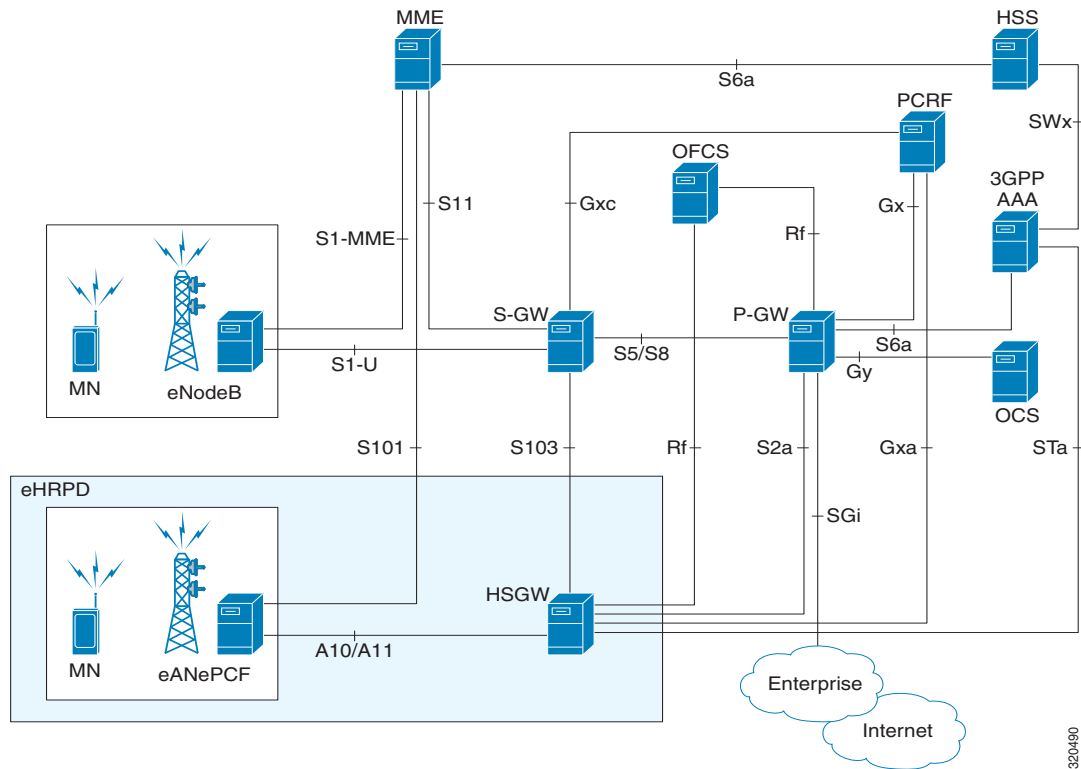 MME
HSS
S6a
PCRF
SWx
OFCS
3GPP
AAA
S11
Gxc
Gx
S1-MME
Rf
S-GW
P-GW
S6a
S5/S8
S1-U
Gy
MN
eNodeB
OCS
S101
S103
Rf
S2a
Gxa
STa
eHRPD
SGi
HSGW
A10/A11
MN
eANePCF
Enterprise
Internet
320490